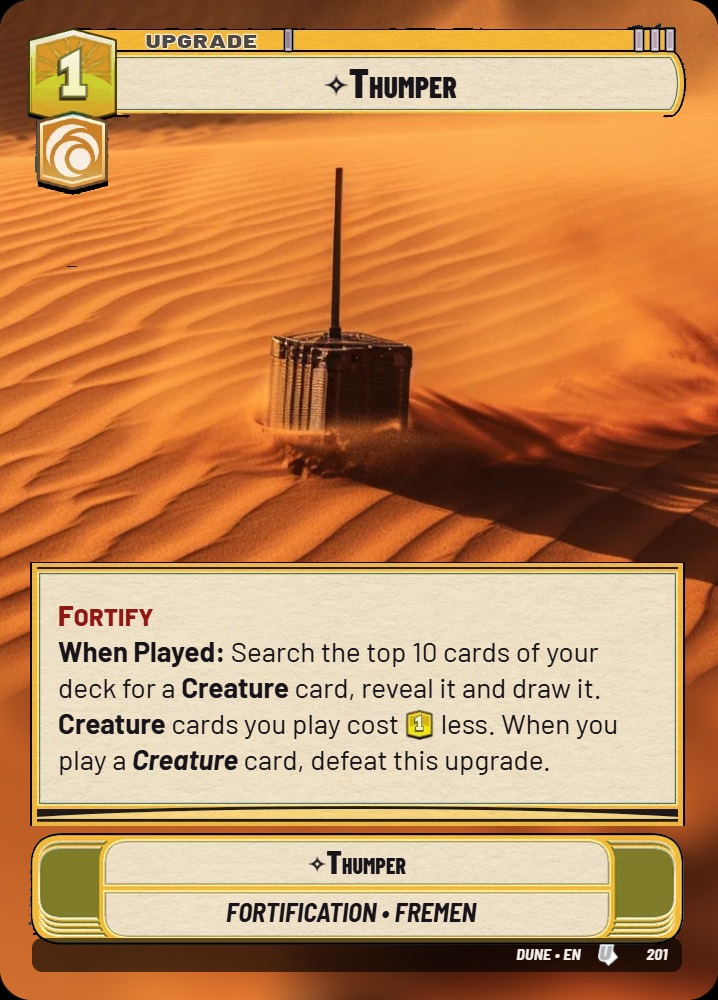 UPGRADE
1
✧THUMPER
FORTIFY
When Played: Search the top 10 cards of your
deck for a Creature card, reveal it and draw it.
Creature cards you play cost 1 less. When you
play a Creature card, defeat this upgrade.
✧THUMPER
FORTIFICATION • FREMEN
DUNE • EN U 201